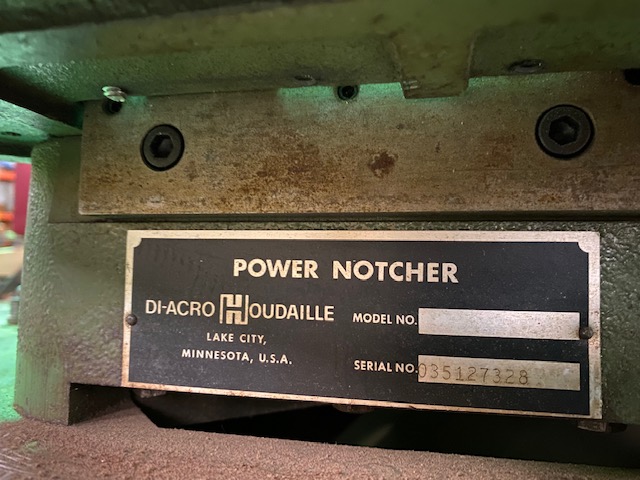 POWER NOTCHER
DI-ACRO HOUDAILLE
LAKE CITY,
MINNESOTA, U.S.A.
MODEL NO.
SERIAL NO. 035127328